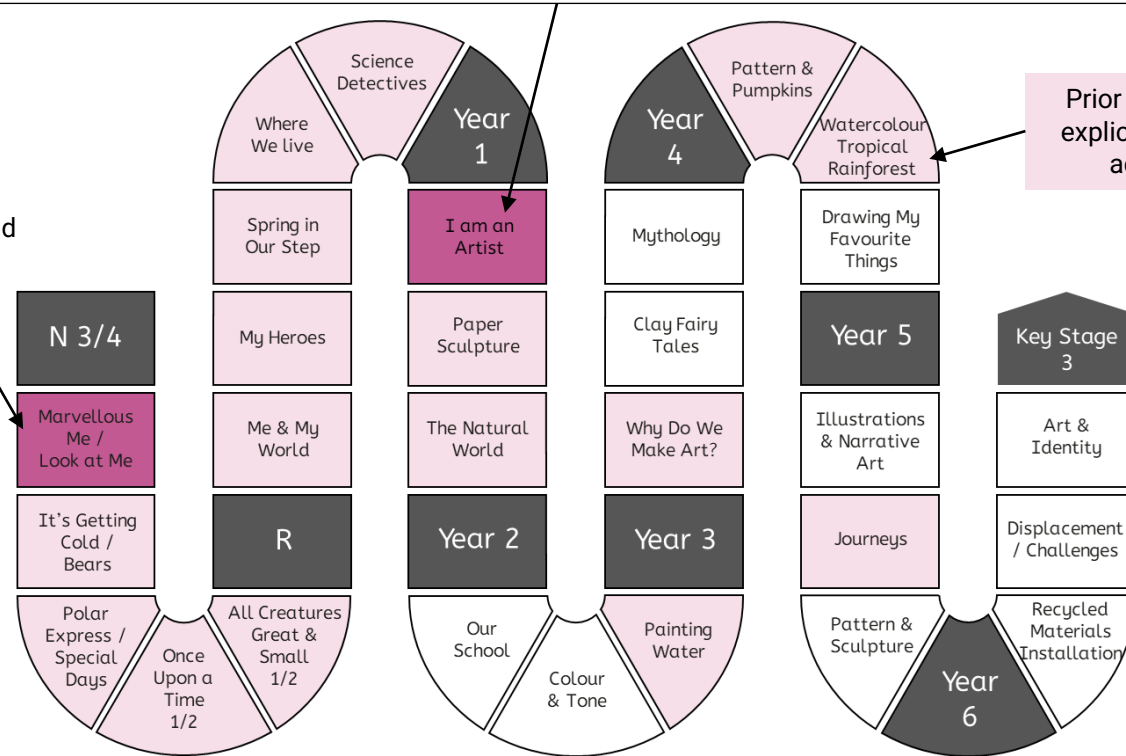 N 3/4
Marvellous
Me /
Look at Me
It's Getting
Cold /
Bears
Polar
Express /
Special
Days
Once
Upon a
Time
1/2
All Creatures
Great &
Small
1/2
R
Me & My
World
My Heroes
Spring in
Our Step
Where
We live
Science
Detectives
Year
1
I am an
Artist
Paper
Sculpture
The Natural
World
Year 2
Our
School
Colour
& Tone
Painting
Water
Year 3
Why Do We
Make Art?
Clay Fairy
Tales
Mythology
Year
4
Pattern &
Pumpkins
Watercolour
Tropical
Rainforest
Prior
Drawing My
Favourite
Things
Year 5
Illustrations
& Narrative
Art
Journeys
Pattern &
Sculpture
Year
6
Recycled
Materials
Installation
Displacement
/ Challenges
Art &
Identity
Key Stage
3